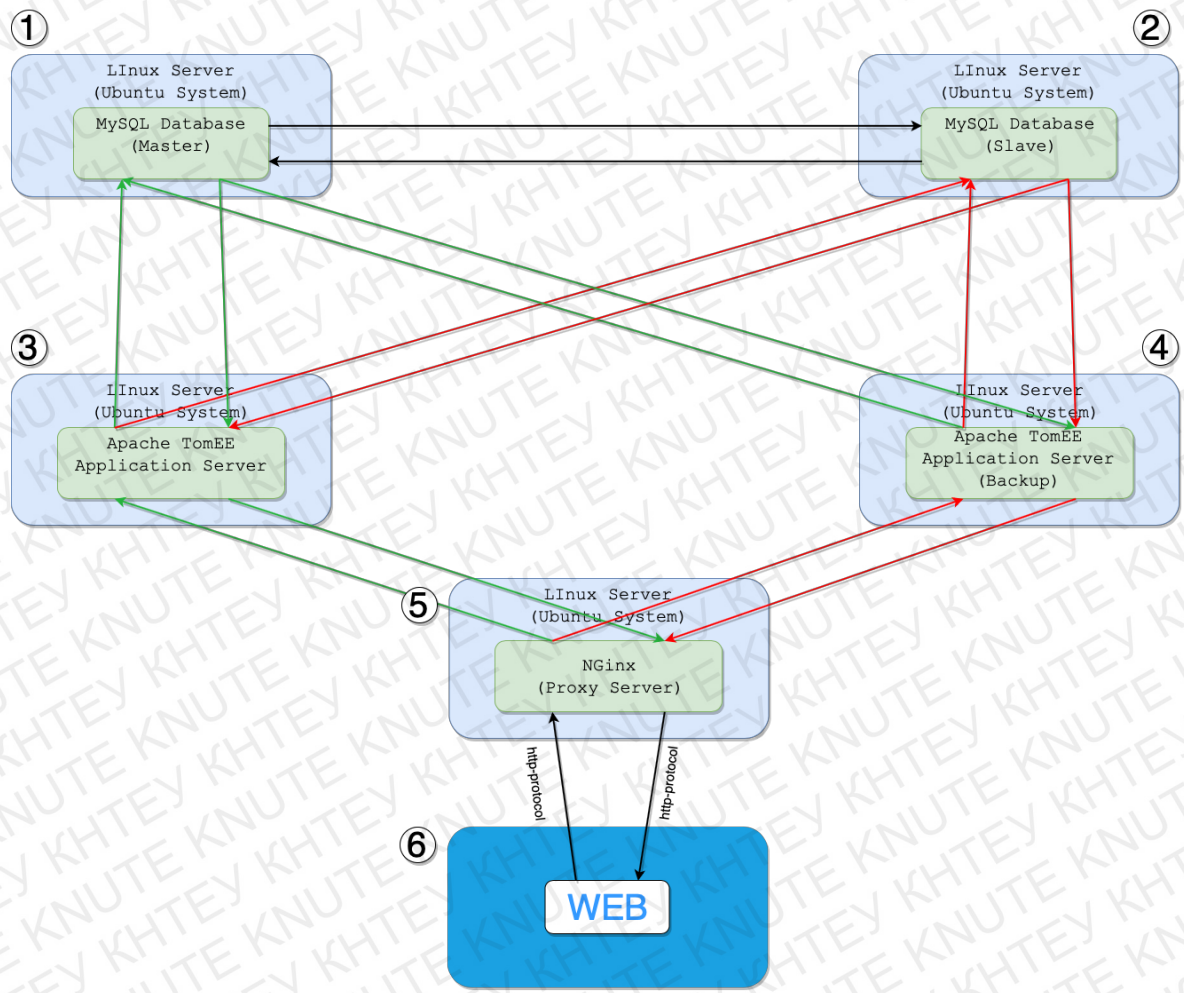 ①
②
LInux Server
(Ubuntu System)
MySQL Database
(Master)
LInux Server
(Ubuntu System)
MySQL Database
(Slave)
③
④
LInux Server
(Ubuntu System)
Apache TomEE
Application Server
LInux Server
(Ubuntu System)
Apache TomEE
Application Server
(Backup)
⑤
LInux Server
(Ubuntu System)
NGinx
(Proxy Server)
http-protocol
http-protocol
⑥
WEB
KNUTE КНТЕУ